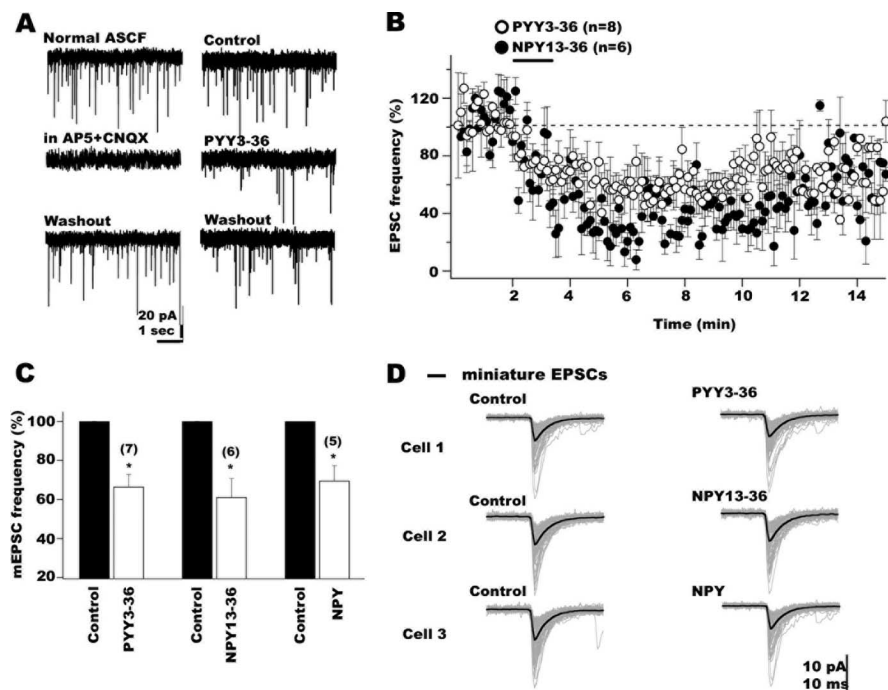 A
Normal ASCF
Control
in AP5+CNQX
PYY3-36
Washout
Washout
20 pA
1 sec
B
PYY3-36 (n=8)
NPY13-36 (n=6)
EPSC frequency (%)
120
80
60
40
0
2
4
6
8
10
12
14
Time (min)
C
mEPSC frequency (%)
100
80
60
40
20
(7)
*
(6)
*
(5)
*
Control
PYY3-36
Control
NPY13-36
Control
NPY
D
miniature EPSCs
Control
PYY3-36
Cell 1
Control
NPY13-36
Cell 2
Control
NPY
Cell 3
10 pA
10 ms